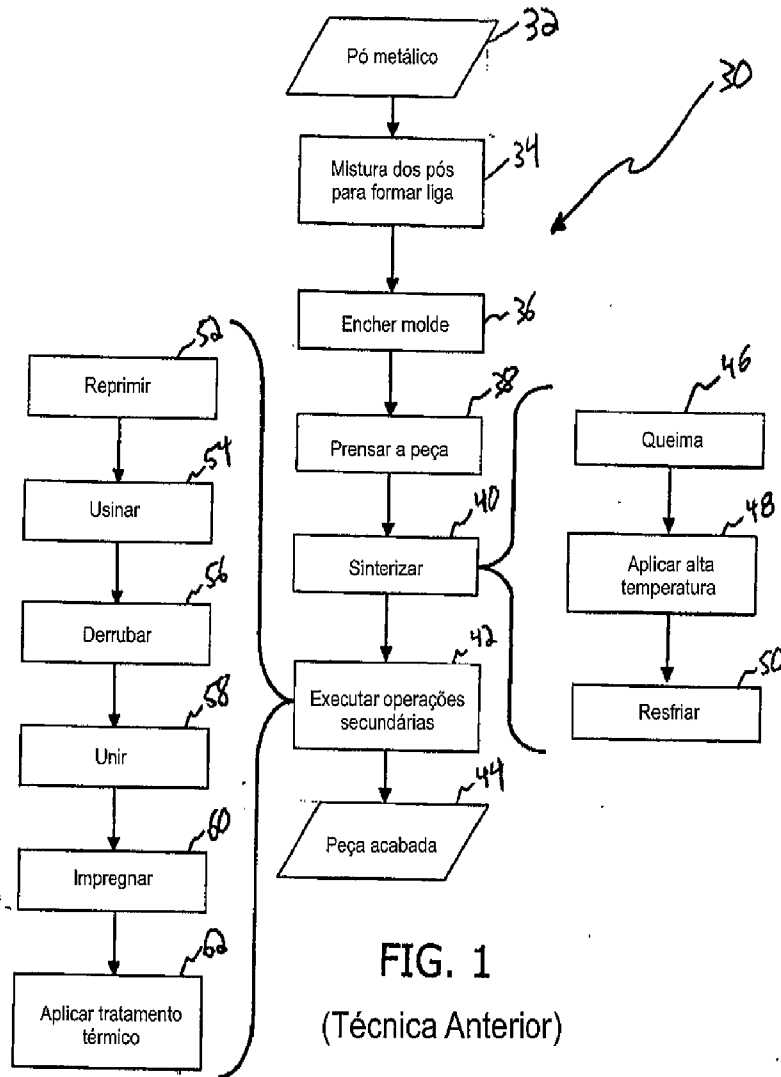 Pó metálico
32
30
Mistura dos pós
para formar liga
34
Encher molde
36
Prensar a peça
38
Sinterizar
40
Executar operações
secundárias
42
Peça acabada
44
Queima
46
Aplicar alta
temperatura
48
Resfriar
50
Reprimir
52
Usinar
54
Derrubar
56
Unir
58
Impregnar
60
Aplicar tratamento
térmico
62
FIG. 1
(Técnica Anterior)